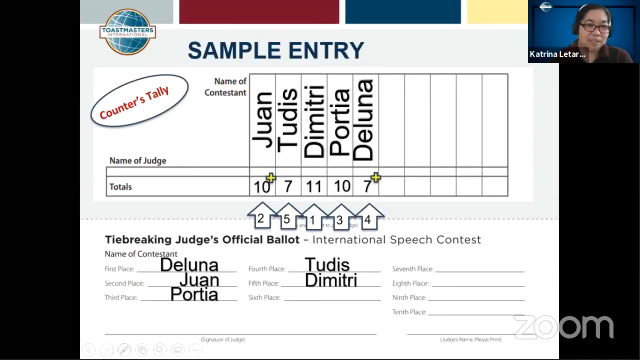 TOASTMASTERS
INTERNATIONAL
SAMPLE ENTRY
Katrina Letar...
Counter's Tally
Name of
Contestant
Juan
Tudis
Dimitri
Portia
Deluna
Name of Judge
Totals 10 7 11 10 7
2 5 1 3 4
Tiebreaking Judge's Official Ballot – International Speech Contest
Name of Contestant
First Place: Deluna
Second Place: Juan
Third Place: Portia
Fourth Place: Tudis
Fifth Place: Dimitri
Sixth Place:
Seventh Place:
Eighth Place:
Ninth Place:
Tenth Place:
(Signature of Judge)
(Judge's Name, Please Print)
zoom